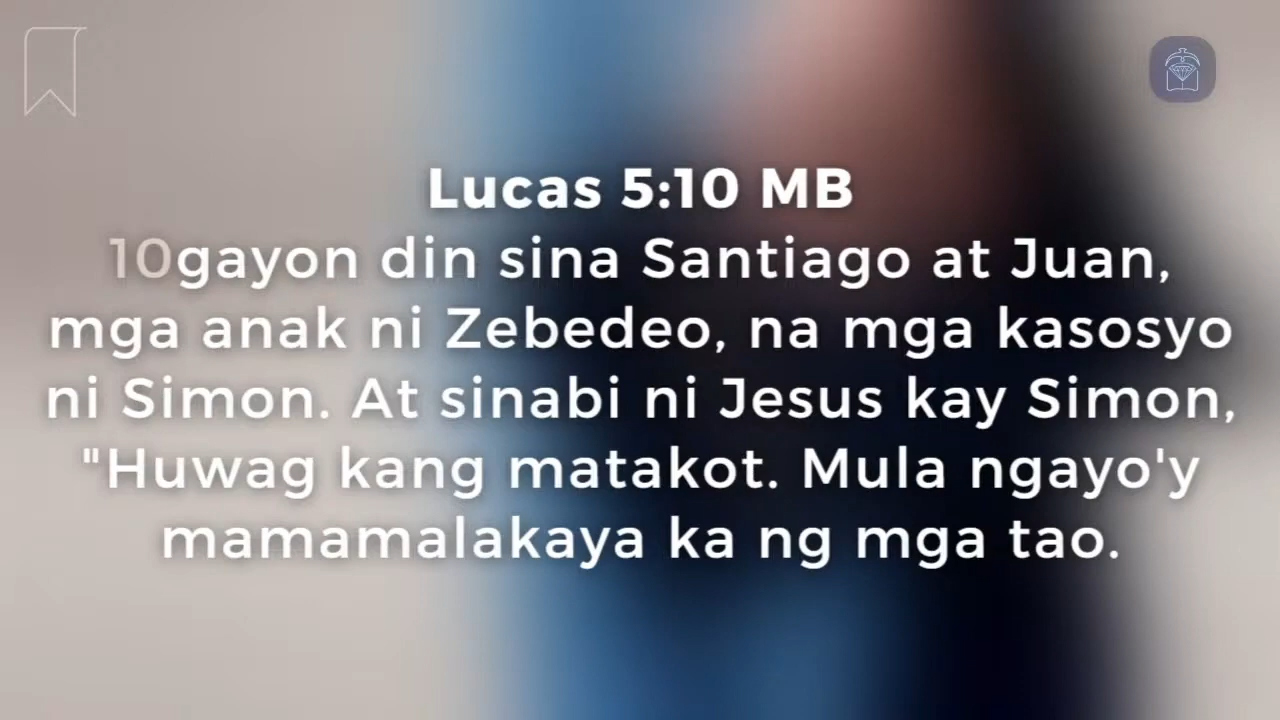 Lucas 5:10 MB
10gayon din sina Santiago at Juan,
mga anak ni Zebedeo, na mga kasosyo
ni Simon. At sinabi ni Jesus kay Simon,
"Huwag kang matakot. Mula ngayo'y
mamamalakaya ka ng mga tao.